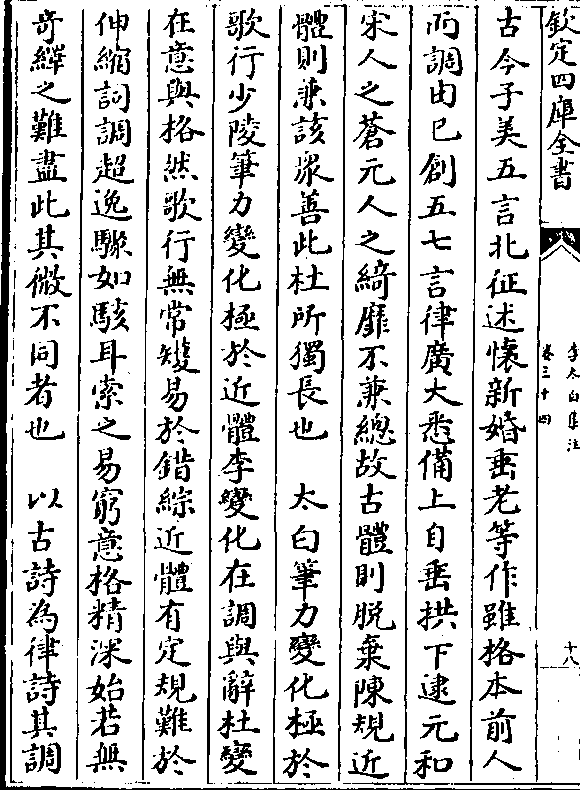 欽定四庫全書
李太白集注
卷三十四
十八
古今子美五言北征述懷新婚垂老等作雖格本前人
而調由已創五七言律廣大悉備上自垂拱下逮元和
宋人之蒼元人之綺靡不兼總故古體則脱棄陳規近
體則兼該衆善此杜所獨長也　太白筆力變化極於
歌行少陵筆力變化極於近體李變化在調與辭杜變
在意與格然歌行無常矱易於錯綜近體有定規難於
伸縮詞調超逸驟如駭耳索之易窮意格精深始若無
奇繹之難盡此其微不同者也　以古詩為律詩其調